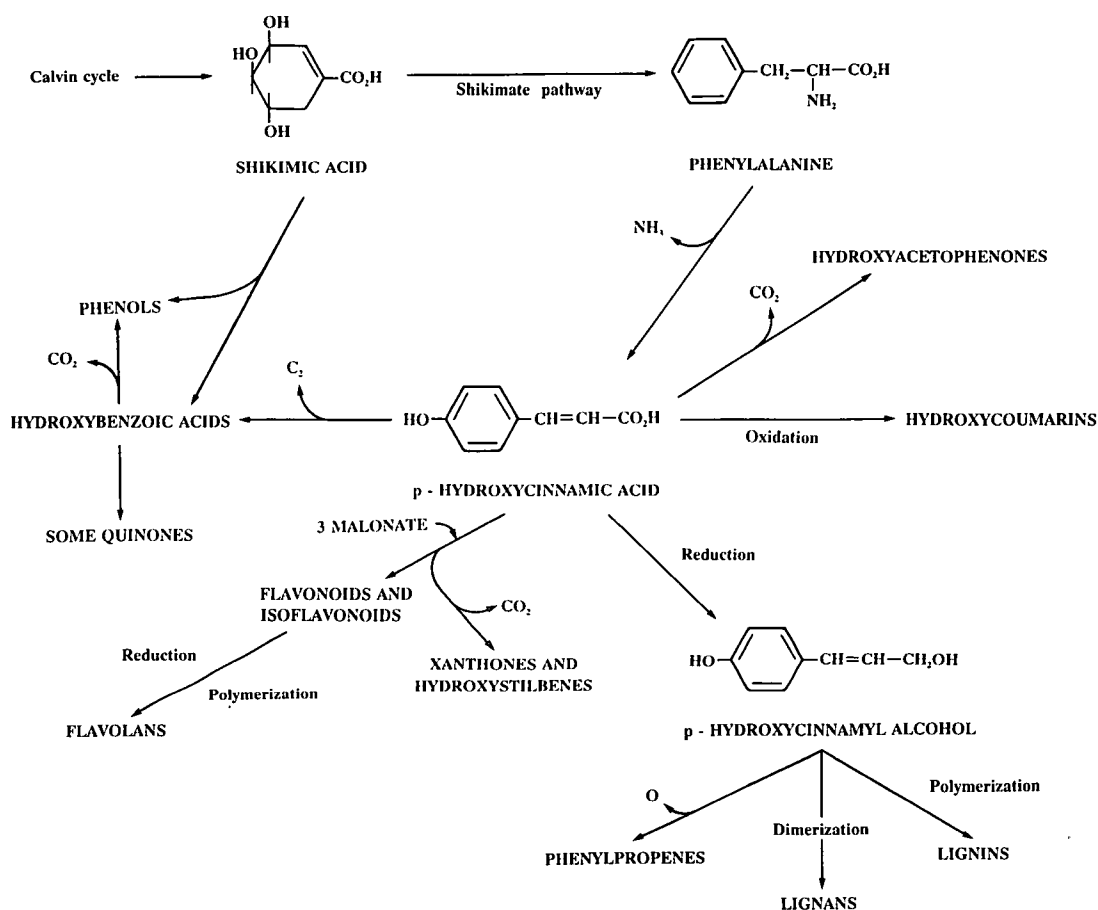 OH
HO
Calvin cycle
CO₂H
Shikimate pathway
CH₂—CH—CO₂H
NH₂
OH
SHIKIMIC ACID
PHENYLALANINE
NH₃
HYDROXYACETOPHENONES
PHENOLS
CO₂
CO₂
C₂
HYDROXYBENZOIC ACIDS
HO
CH=CH—CO₂H
HYDROXYCOUMARINS
Oxidation
p - HYDROXYCINNAMIC ACID
3 MALONATE
SOME QUINONES
Reduction
FLAVONOIDS AND
ISOFLAVONOIDS
CO₂
Reduction
Polymerization
XANTHONES AND
HYDROXYSTILBENES
HO
CH=CH—CH₂OH
FLAVOLANS
p - HYDROXYCINNAMYL ALCOHOL
O
Polymerization
Dimerization
PHENYLPROPENES
LIGNINS
LIGNANS